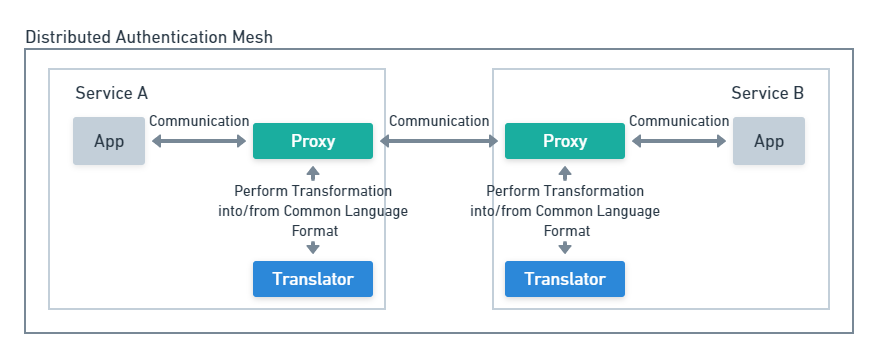 Distributed Authentication Mesh
Service A
Service B
Communication
Communication
Communication
App
Proxy
Proxy
App
Perform Transformation
into/from Common Language
Format
Perform Transformation
into/from Common Language
Format
Translator
Translator